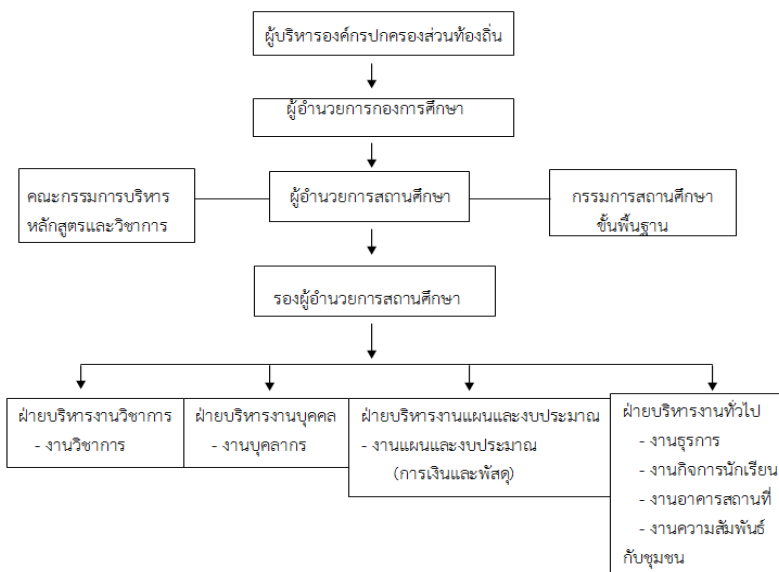 ผู้บริหารองค์กรปกครองส่วนท้องถิ่น
ผู้อำนวยการกองการศึกษา
คณะกรรมการบริหาร
หลักสูตรและวิชาการ
ผู้อำนวยการสถานศึกษา
กรรมการสถานศึกษา
ขั้นพื้นฐาน
รองผู้อำนวยการสถานศึกษา
ฝ่ายบริหารงานวิชาการ
- งานวิชาการ
ฝ่ายบริหารงานบุคคล
- งานบุคลากร
ฝ่ายบริหารงานแผนและงบประมาณ
- งานแผนและงบประมาณ
(การเงินและพัสดุ)
ฝ่ายบริหารงานทั่วไป
- งานธุรการ
- งานกิจการนักเรียน
- งานอาคารสถานที่
- งานความสัมพันธ์
กับชุมชน